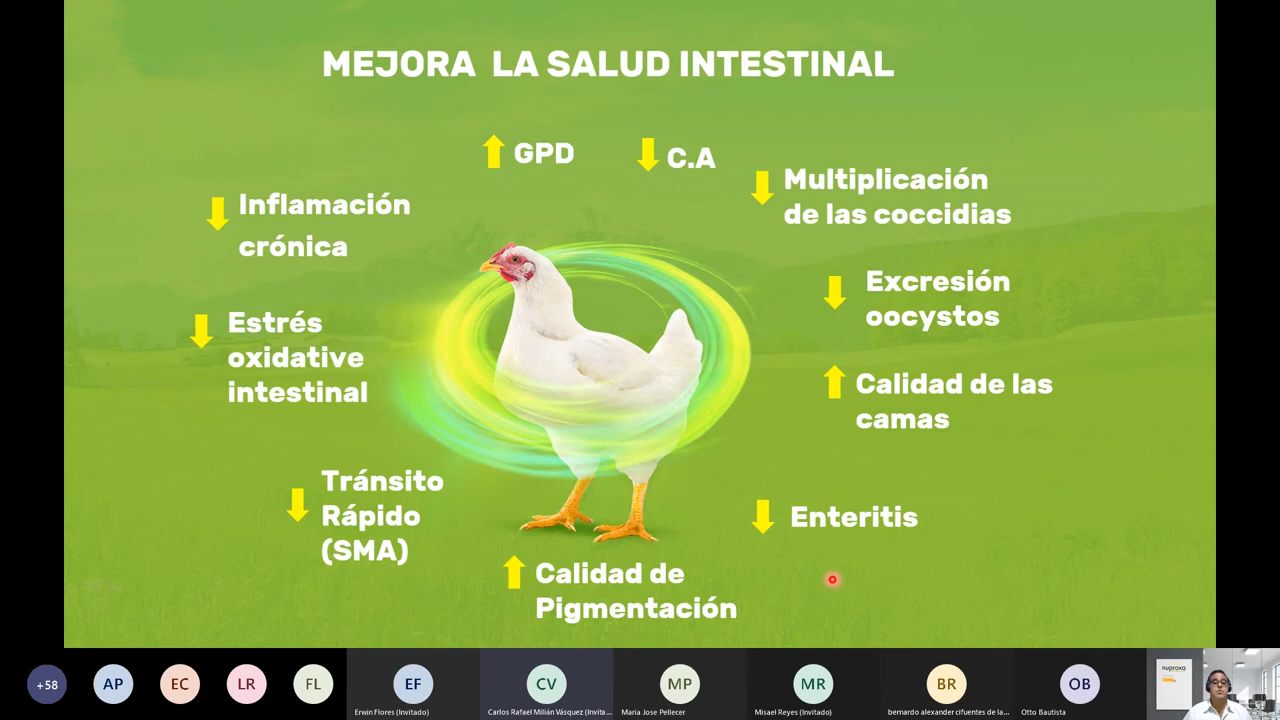 MEJORA LA SALUD INTESTINAL
GPD
C.A
Multiplicación
de las coccidias
Inflamación
crónica
Excresión
oocystos
Estrés
oxidative
intestinal
Calidad de las
camas
Tránsito
Rápido
(SMA)
Enteritis
Calidad de
Pigmentación
+58
AP
EC
LR
FL
EF
CV
MP
MR
BR
OB
Erwin Flores (Invitado)
Carlos Rafael Milián Vásquez (Invita...
Maria Jose Pellecer
Misael Reyes (Invitado)
bernardo alexander cifuentes de la...
Otto Bautista
nuproxa